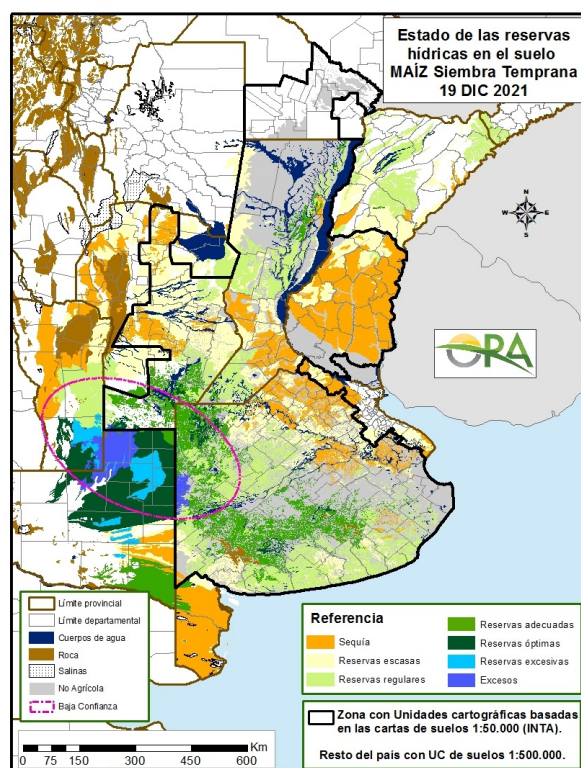 Estado de las reservas
hídricas en el suelo
MAÍZ Siembra Temprana
19 DIC 2021
N
W E
S
ORA
Límite provincial
Límite departamental
Cuerpos de agua
Roca
Salinas
No Agrícola
Baja Confianza
Referencia
Sequía
Reservas escasas
Reservas regulares
Reservas adecuadas
Reservas óptimas
Reservas excesivas
Excesos
Zona con Unidades cartográficas basadas
en las cartas de suelos 1:50.000 (INTA).
Resto del país con UC de suelos 1:500.000.
0 75 150 300 450 600 Km